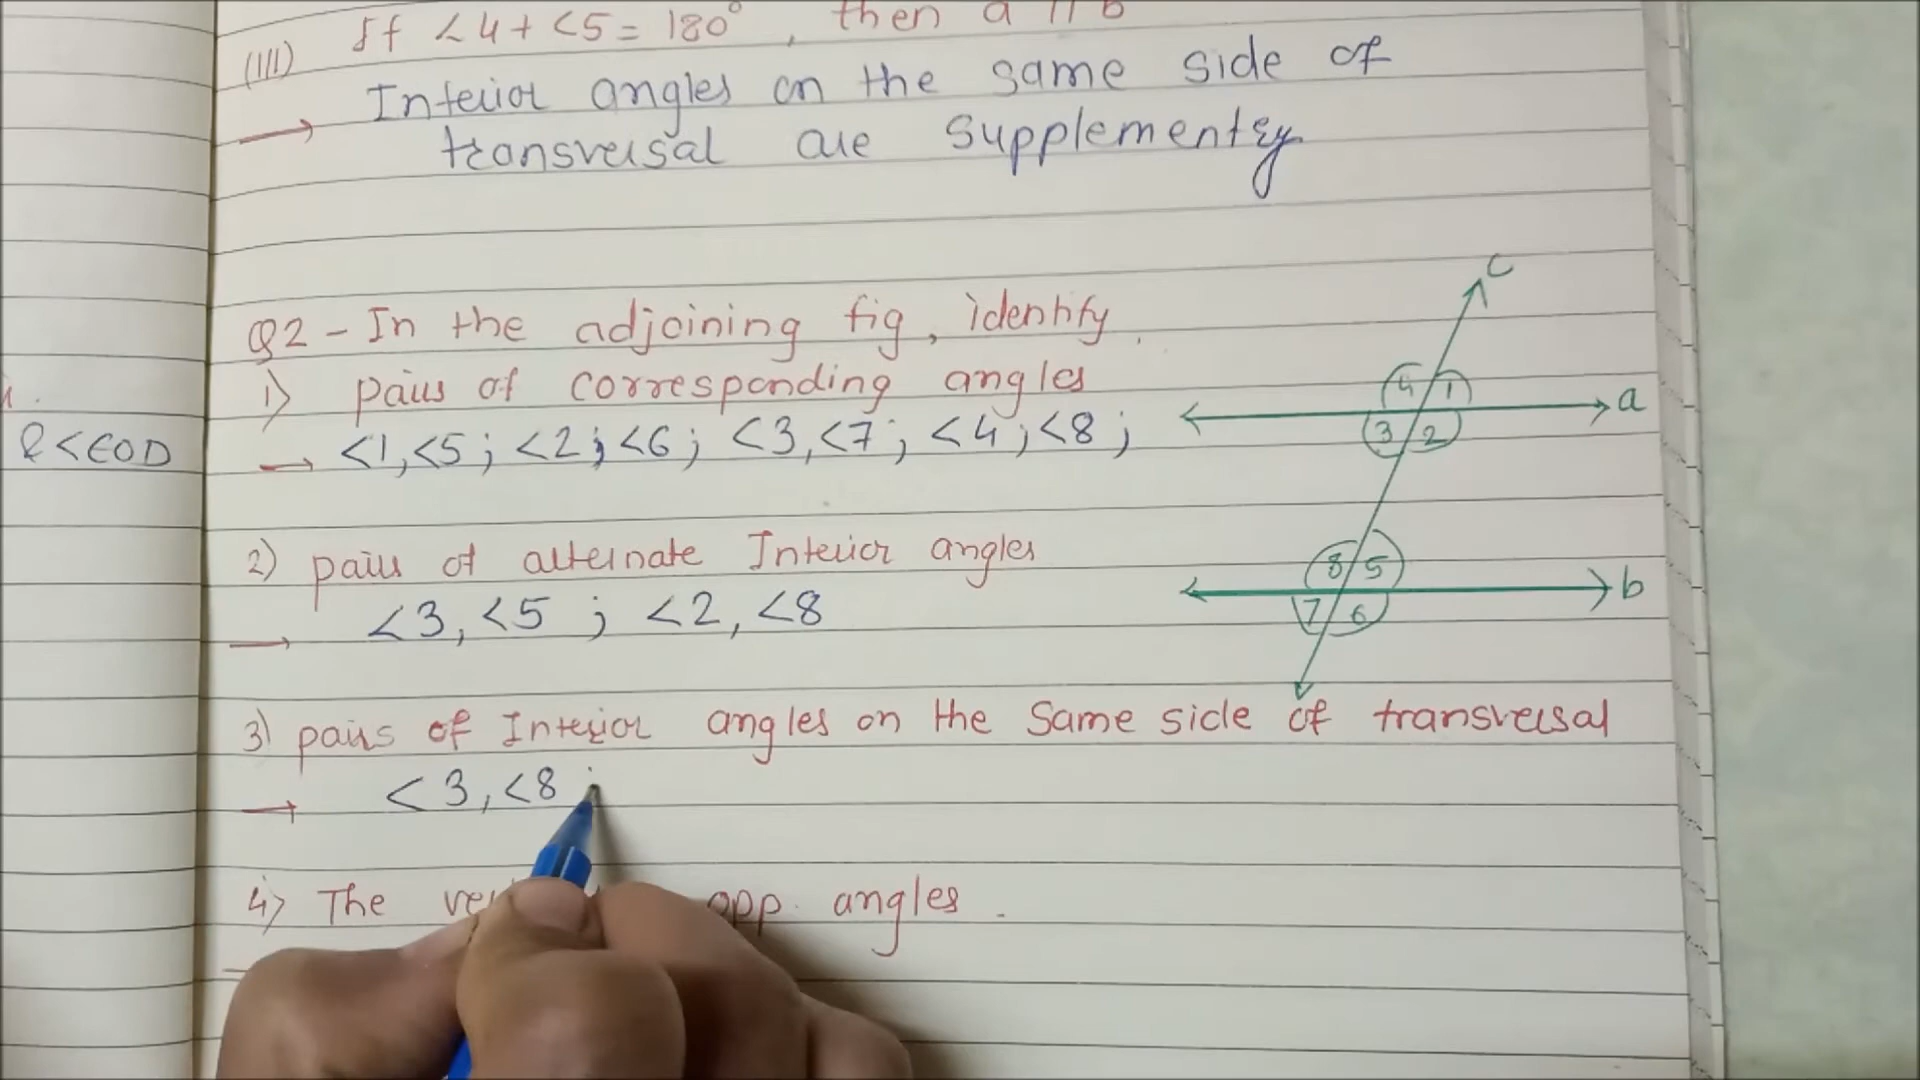 (III) If <4+<5=180°, then a || b
→ Interior angles on the same side of
transversal are supplementry
Q2 - In the adjoining fig, identify.
1) pairs of corresponding angles
→ <1,<5; <2;<6; <3,<7; <4;<8;
2) pairs of alternate Interior angles
→ <3, <5 ; <2, <8
3) pairs of Interior angles on the same side of transversal
→ <3, <8 ;
4) The opp. angles.
<EOD
c
4 1
a
3 2
8 5
b
7 6